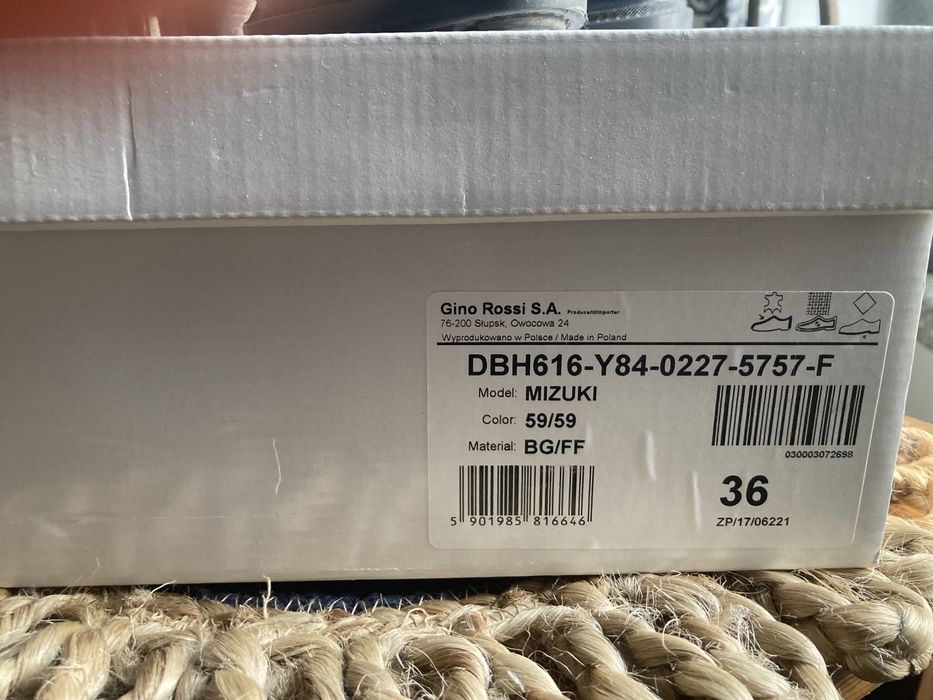 Gino Rossi S.A. Producent/Importer
76-200 Słupsk, Owocowa 24
Wyprodukowano w Polsce / Made in Poland
DBH616-Y84-0227-5757-F
Model: MIZUKI
Color: 59/59
Material: BG/FF
030003072698
5 901985 816646
36
ZP/17/06221